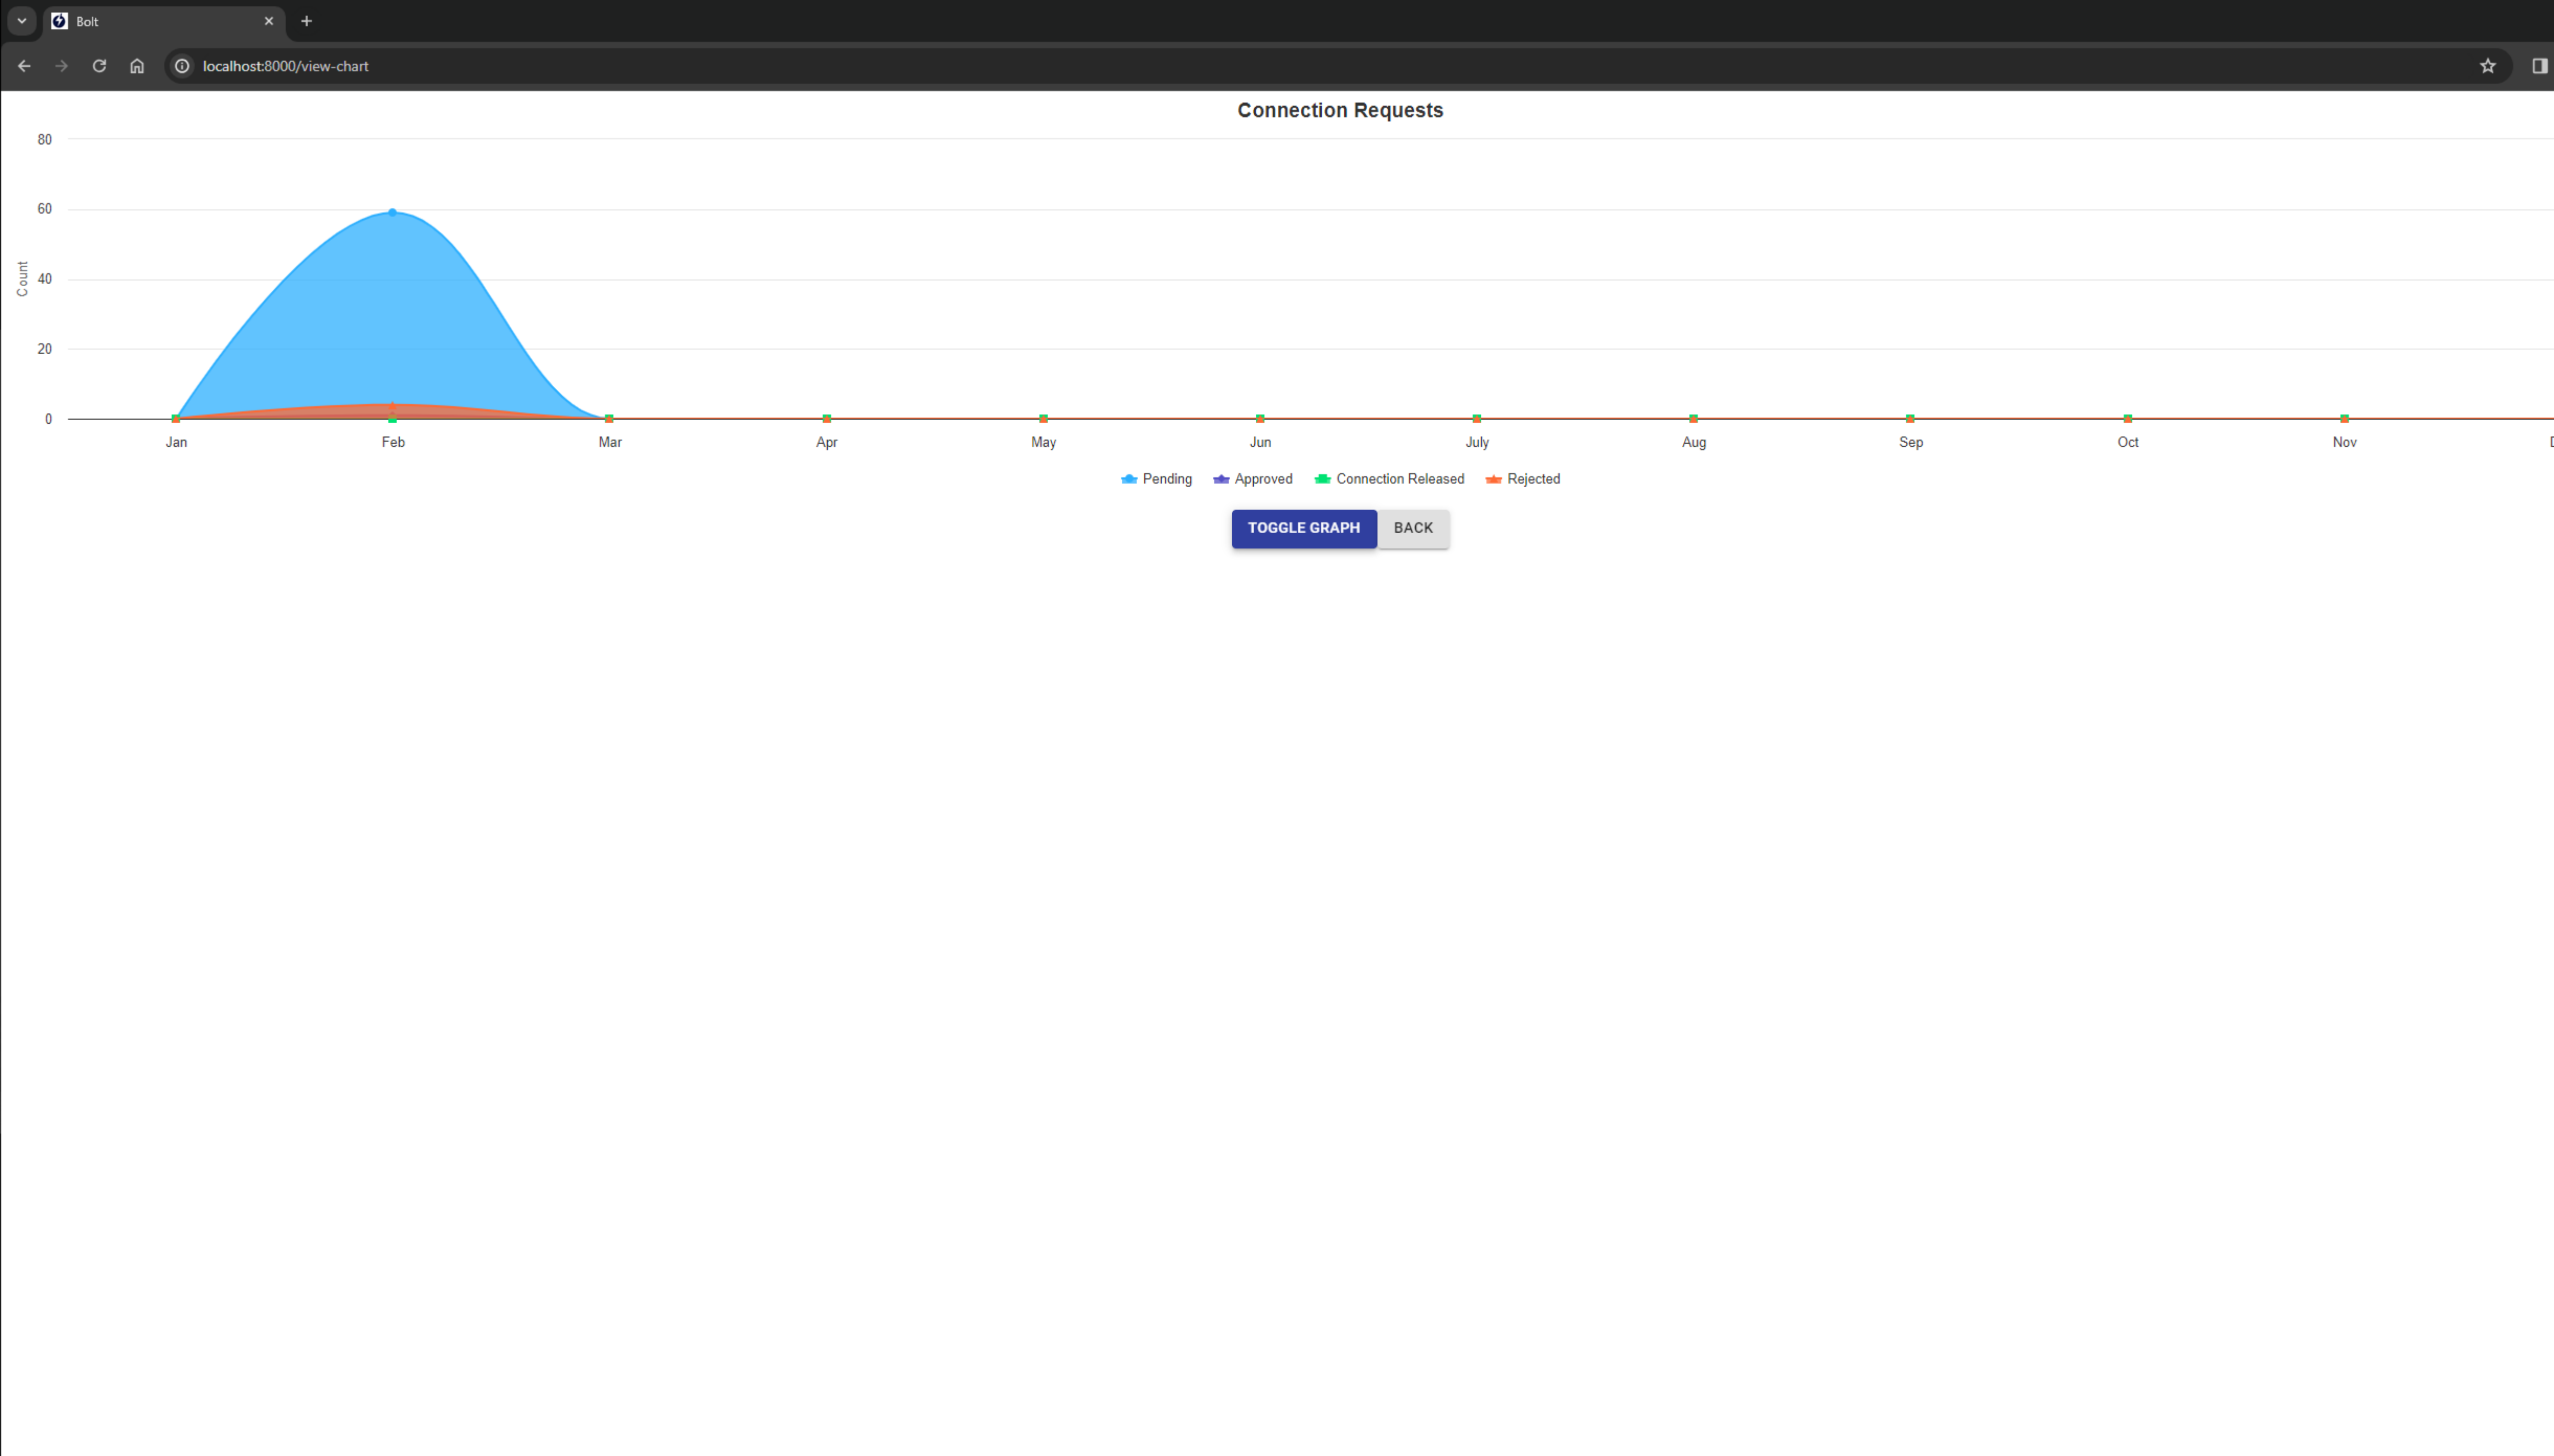 Bolt
localhost:8000/view-chart
Connection Requests
80
60
40
20
0
Count
Jan Feb Mar Apr May Jun July Aug Sep Oct Nov
Pending Approved Connection Released Rejected
TOGGLE GRAPH BACK